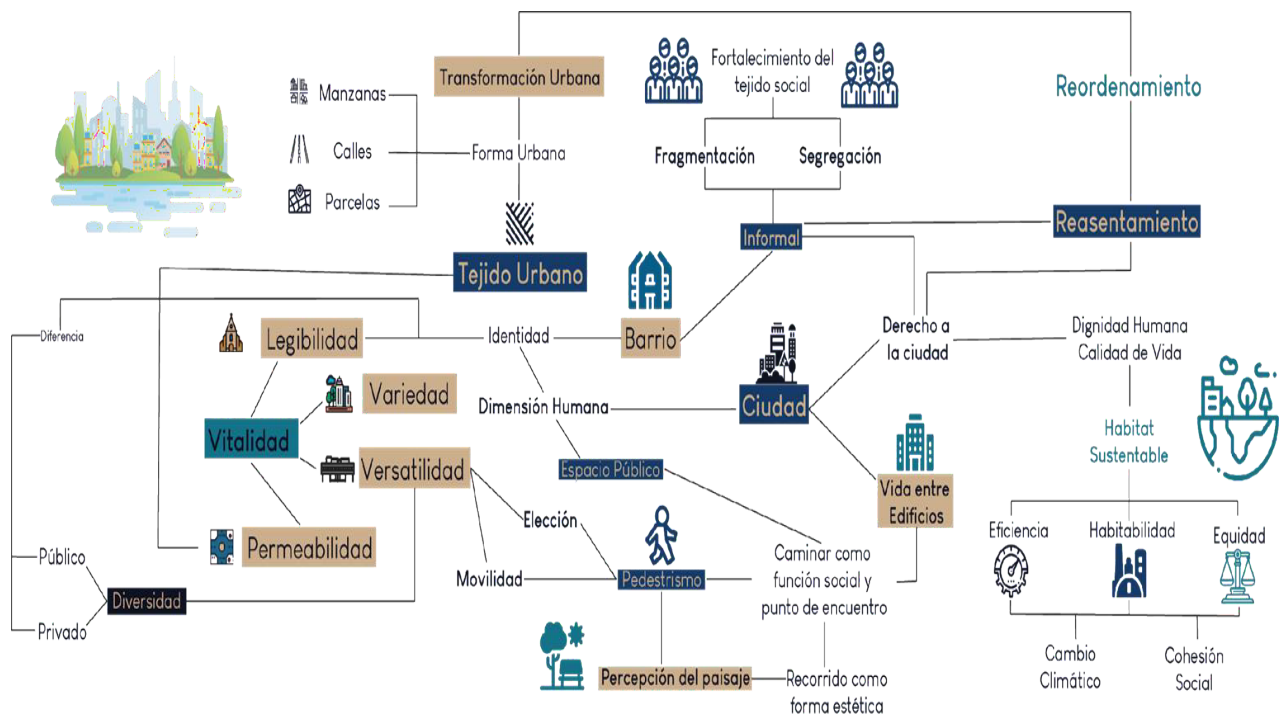 Transformación Urbana
Manzanas
Calles
Parcelas
Forma Urbana
Fortalecimiento del
tejido social
Fragmentación
Segregación
Reordenamiento
Informal
Reasentamiento
Tejido Urbano
Diferencia
Legibilidad
Identidad
Barrio
Derecho a
la ciudad
Dignidad Humana
Calidad de Vida
Variedad
Dimensión Humana
Ciudad
Vitalidad
Versatilidad
Espacio Público
Habitat
Sustentable
Vida entre
Edificios
Permeabilidad
Elección
Eficiencia
Habitabilidad
Equidad
Público
Privado
Diversidad
Movilidad
Pedestrismo
Caminar como
función social y
punto de encuentro
Percepción del paisaje
Recorrido como
forma estética
Cambio
Climático
Cohesión
Social